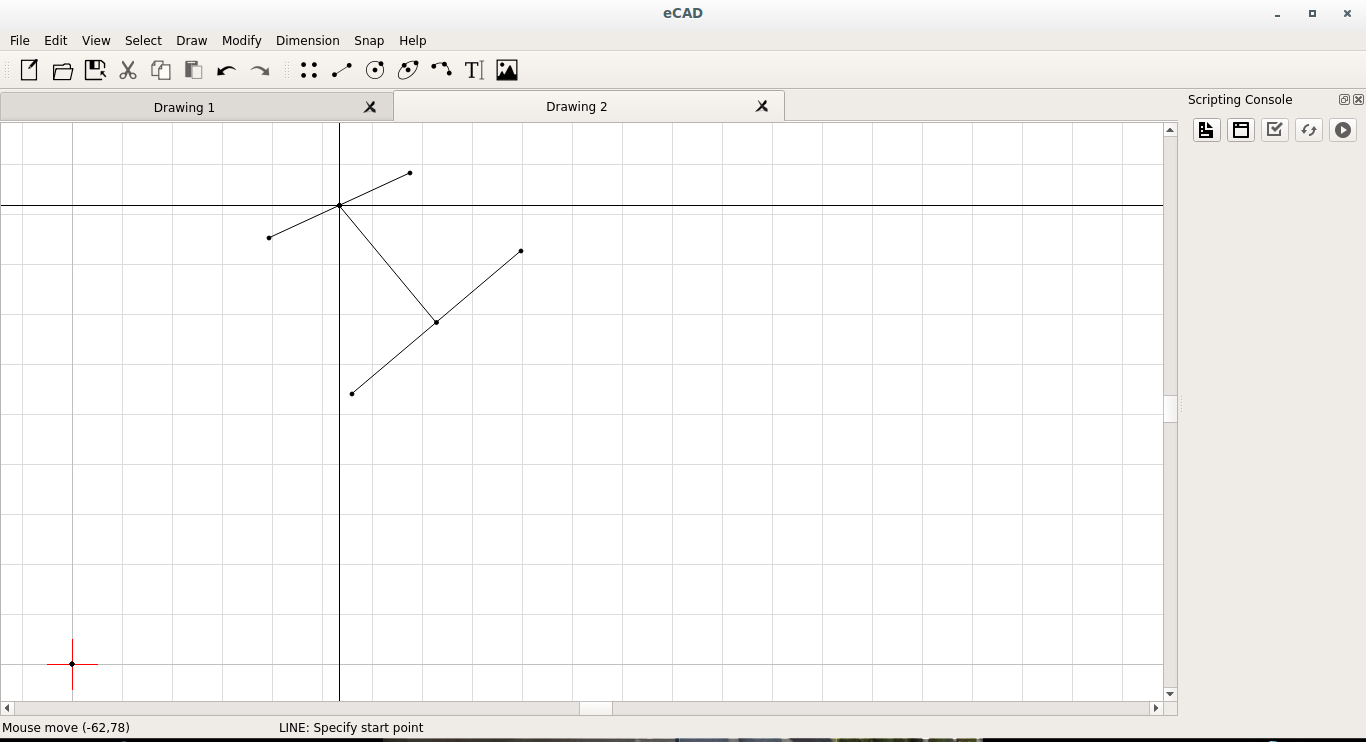 eCAD
File Edit View Select Draw Modify Dimension Snap Help
T
Drawing 1
Drawing 2
Scripting Console
Mouse move (-62,78)
LINE: Specify start point